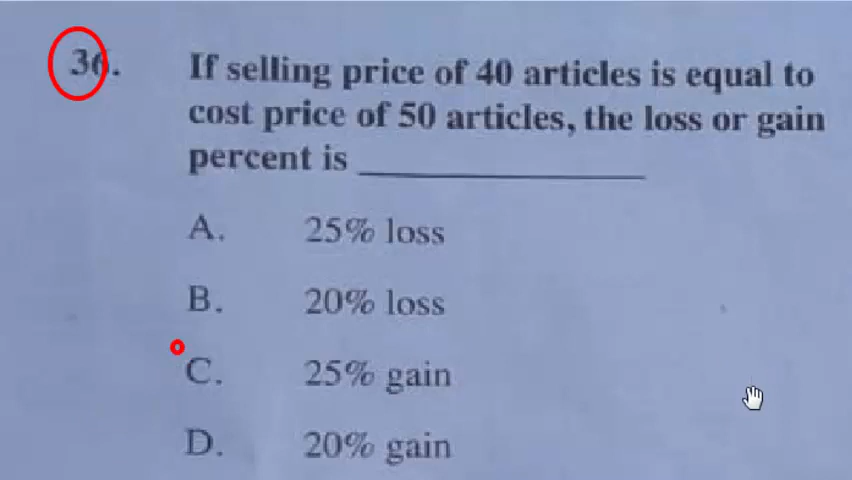 36. If selling price of 40 articles is equal to
cost price of 50 articles, the loss or gain
percent is ______________
A. 25% loss
B. 20% loss
C. 25% gain
D. 20% gain